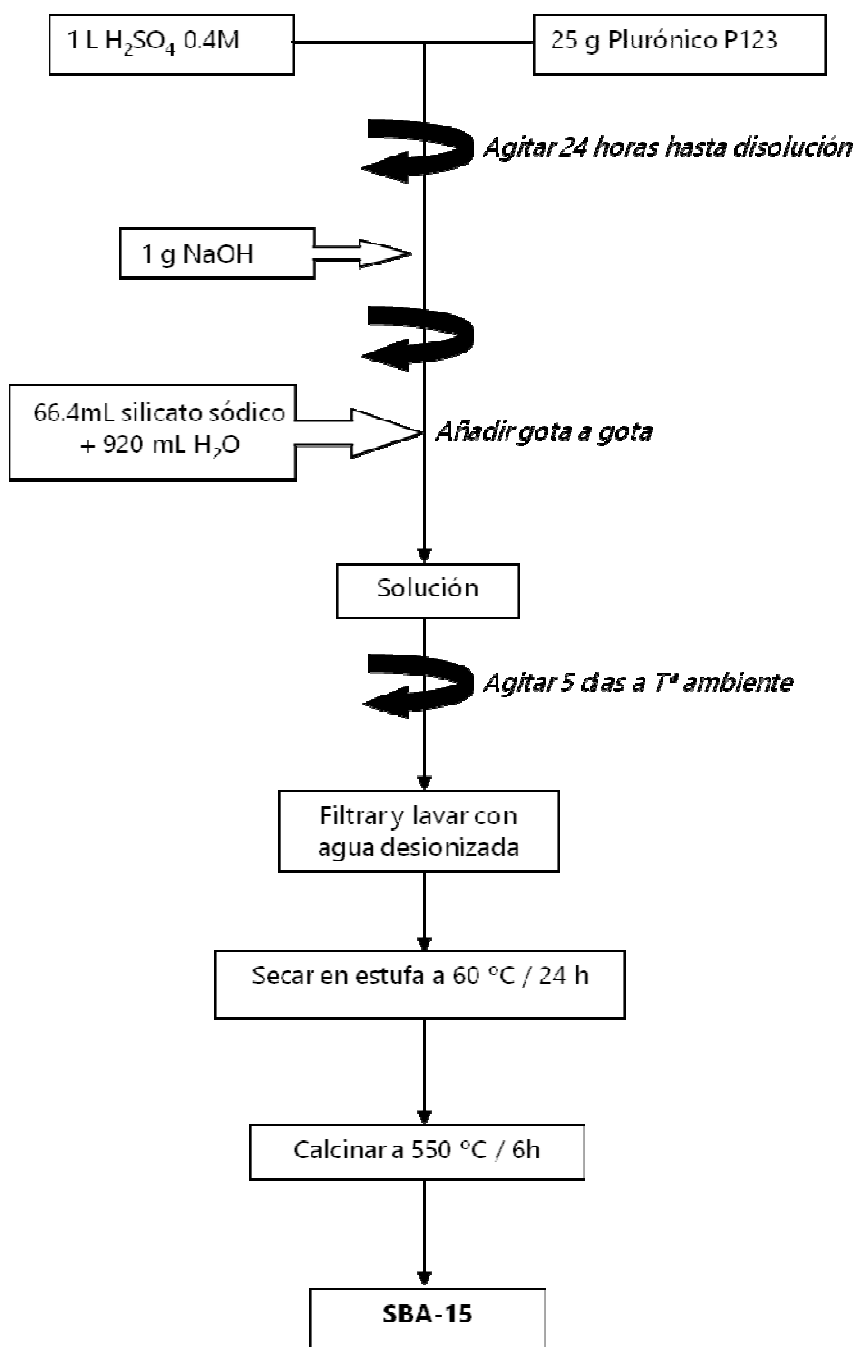 1 L H₂SO₄ 0.4M
25 g Plurónico P123
Agitar 24 horas hasta disolución
1 g NaOH
66.4mL silicato sódico
+ 920 mL H₂O
Añadir gota a gota
Solución
Agitar 5 dias a Tª ambiente
Filtrar y lavar con
agua desionizada
Secar en estufa a 60 °C / 24 h
Calcinar a 550 °C / 6h
SBA-15